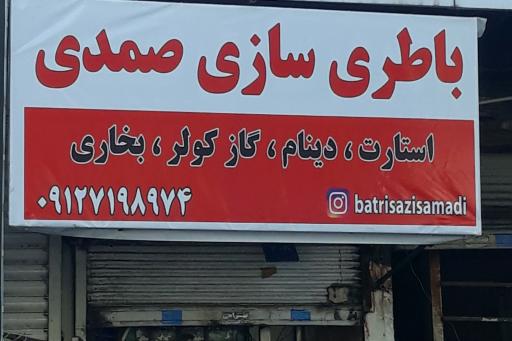 باطری سازی صمدی
استارت ، دینام ، گاز کولر ، بخاری
۰۹۱۲۷۱۹۸۹۷۴
batrisazisamadi